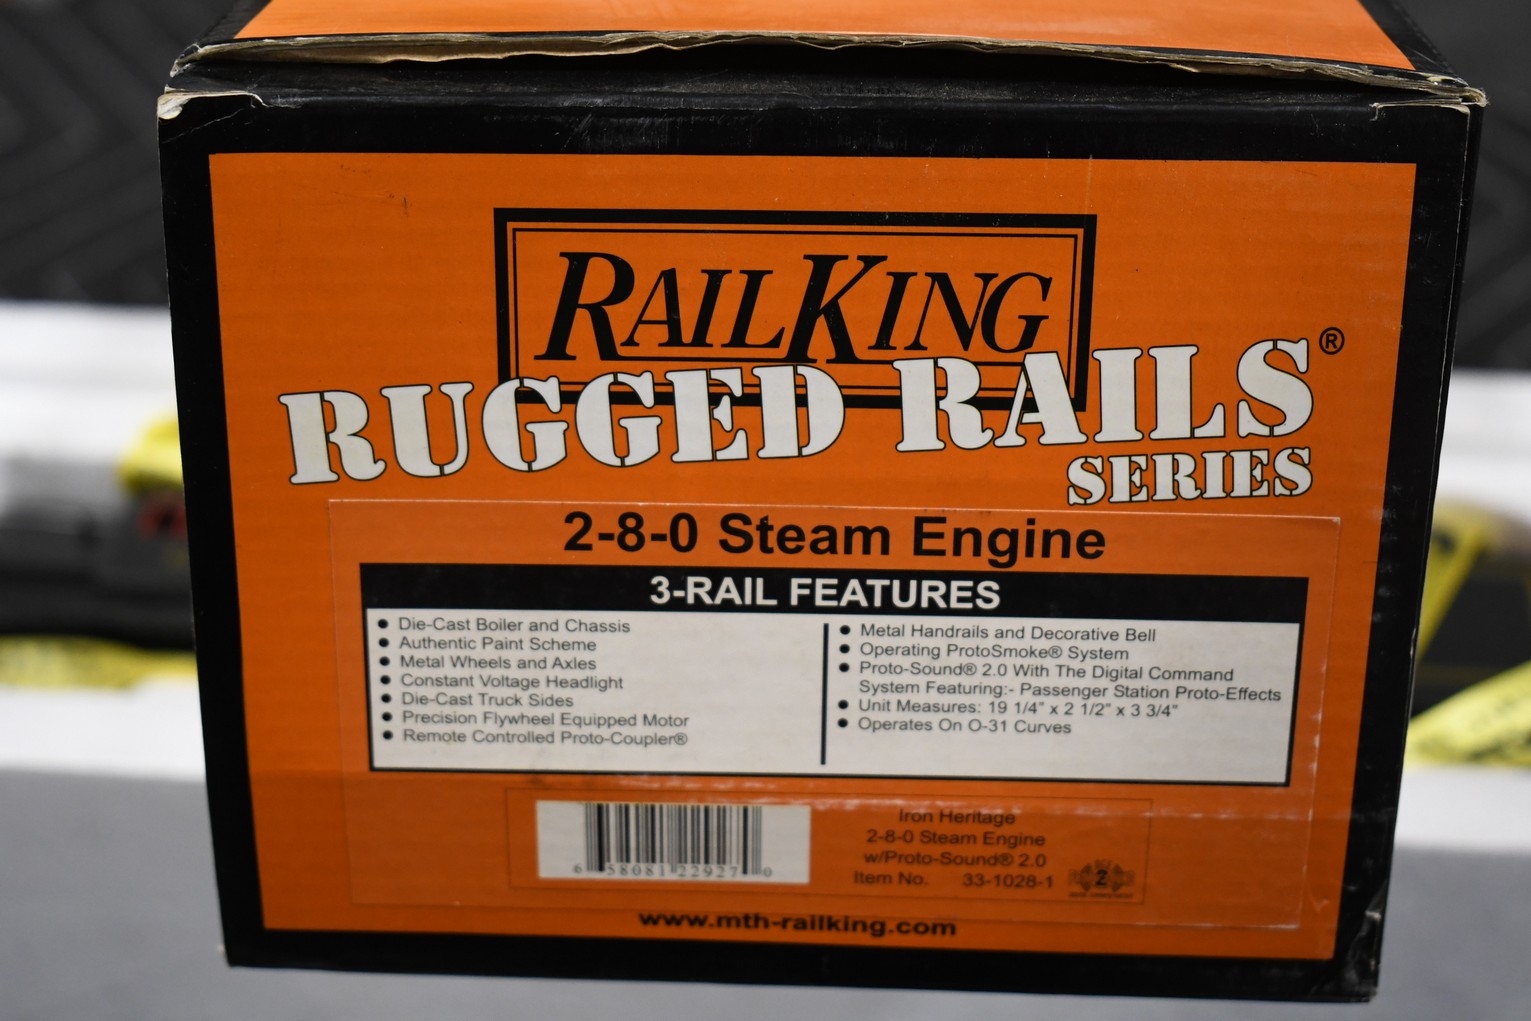 RAILKING
RUGGED RAILS®
SERIES
2-8-0 Steam Engine
3-RAIL FEATURES
● Die-Cast Boiler and Chassis
● Authentic Paint Scheme
● Metal Wheels and Axles
● Constant Voltage Headlight
● Die-Cast Truck Sides
● Precision Flywheel Equipped Motor
● Remote Controlled Proto-Coupler®
● Metal Handrails and Decorative Bell
● Operating ProtoSmoke® System
● Proto-Sound® 2.0 With The Digital Command
System Featuring:- Passenger Station Proto-Effects
● Unit Measures: 19 1/4" x 2 1/2" x 3 3/4"
● Operates On O-31 Curves
6 58081 22927 0
Iron Heritage
2-8-0 Steam Engine
w/Proto-Sound® 2.0
Item No. 33-1028-1
2
www.mth-railking.com